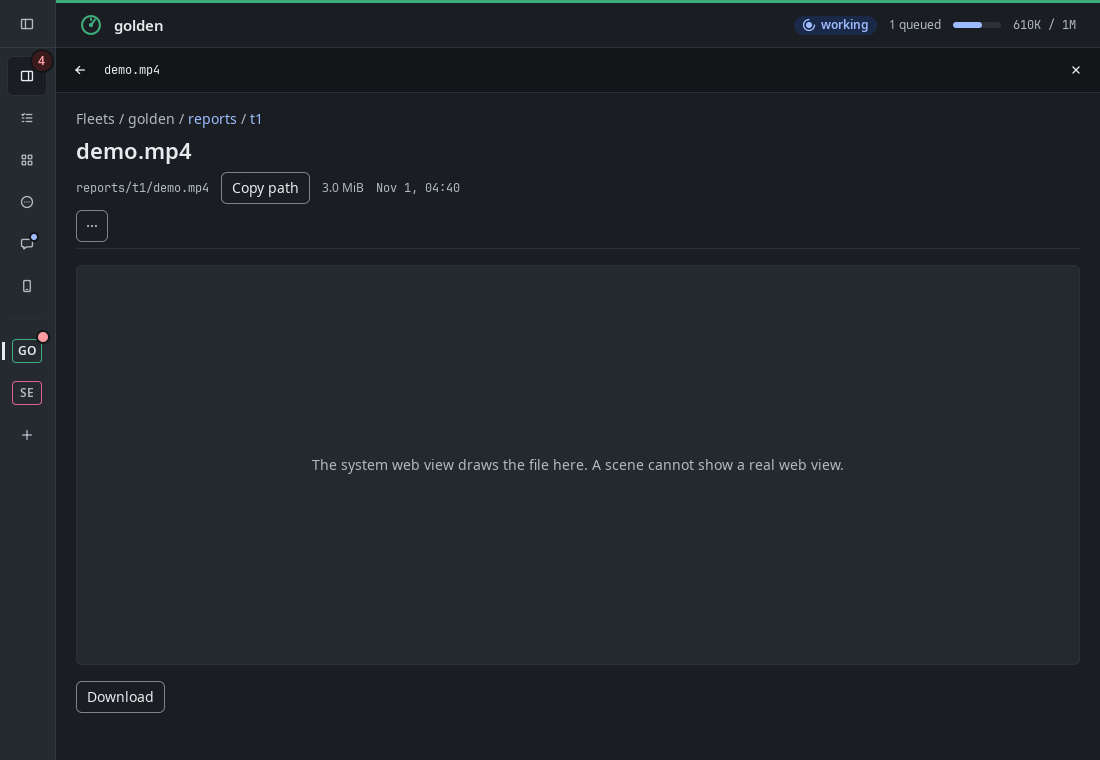 golden
working
1 queued
610K / 1M
4
demo.mp4
Fleets / golden / reports / t1
demo.mp4
reports/t1/demo.mp4
Copy path
3.0 MiB
Nov 1, 04:40
...
GO
SE
The system web view draws the file here. A scene cannot show a real web view.
Download